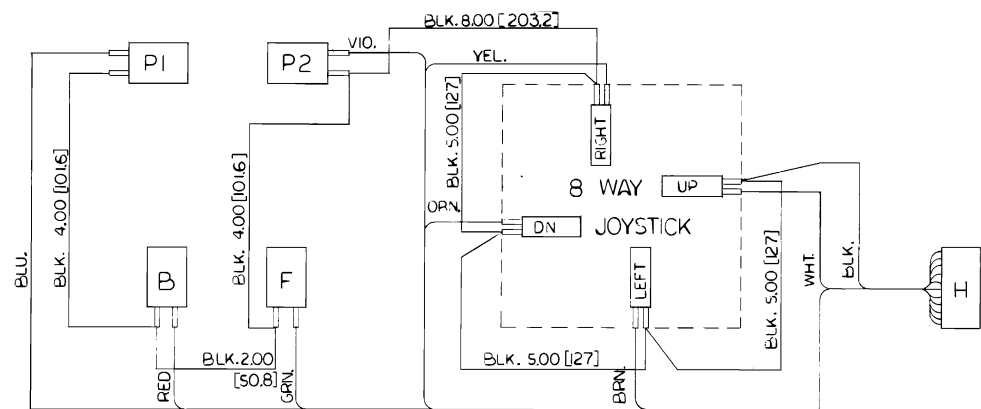 BLK. 8.00 [203.2]
VIO.
P1
P2
YEL.
BLK. 5.00 [127]
RIGHT
BLK. 4.00 [101.6]
BLK. 4.00 [101.6]
8 WAY
UP
ORN.
DN
JOYSTICK
BLU.
B
F
LEFT
BLK. 5.00 [127]
WHT.
BLK.
H
BLK. 2.00
[50.8]
BLK. 5.00 [127]
RED
GRN.
BRN.